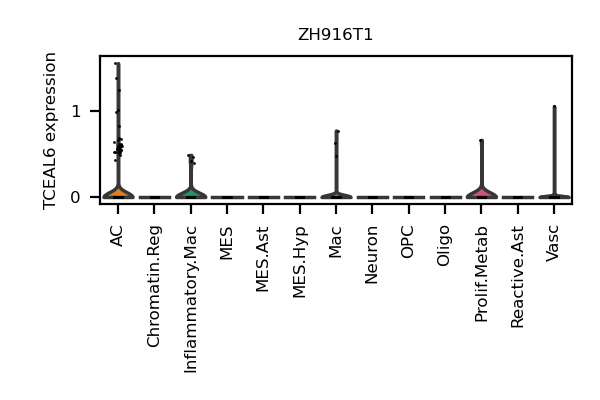 ZH916T1
TCEAL6 expression
1
0
AC
Chromatin.Reg
Inflammatory.Mac
MES
MES.Ast
MES.Hyp
Mac
Neuron
OPC
Oligo
Prolif.Metab
Reactive.Ast
Vasc